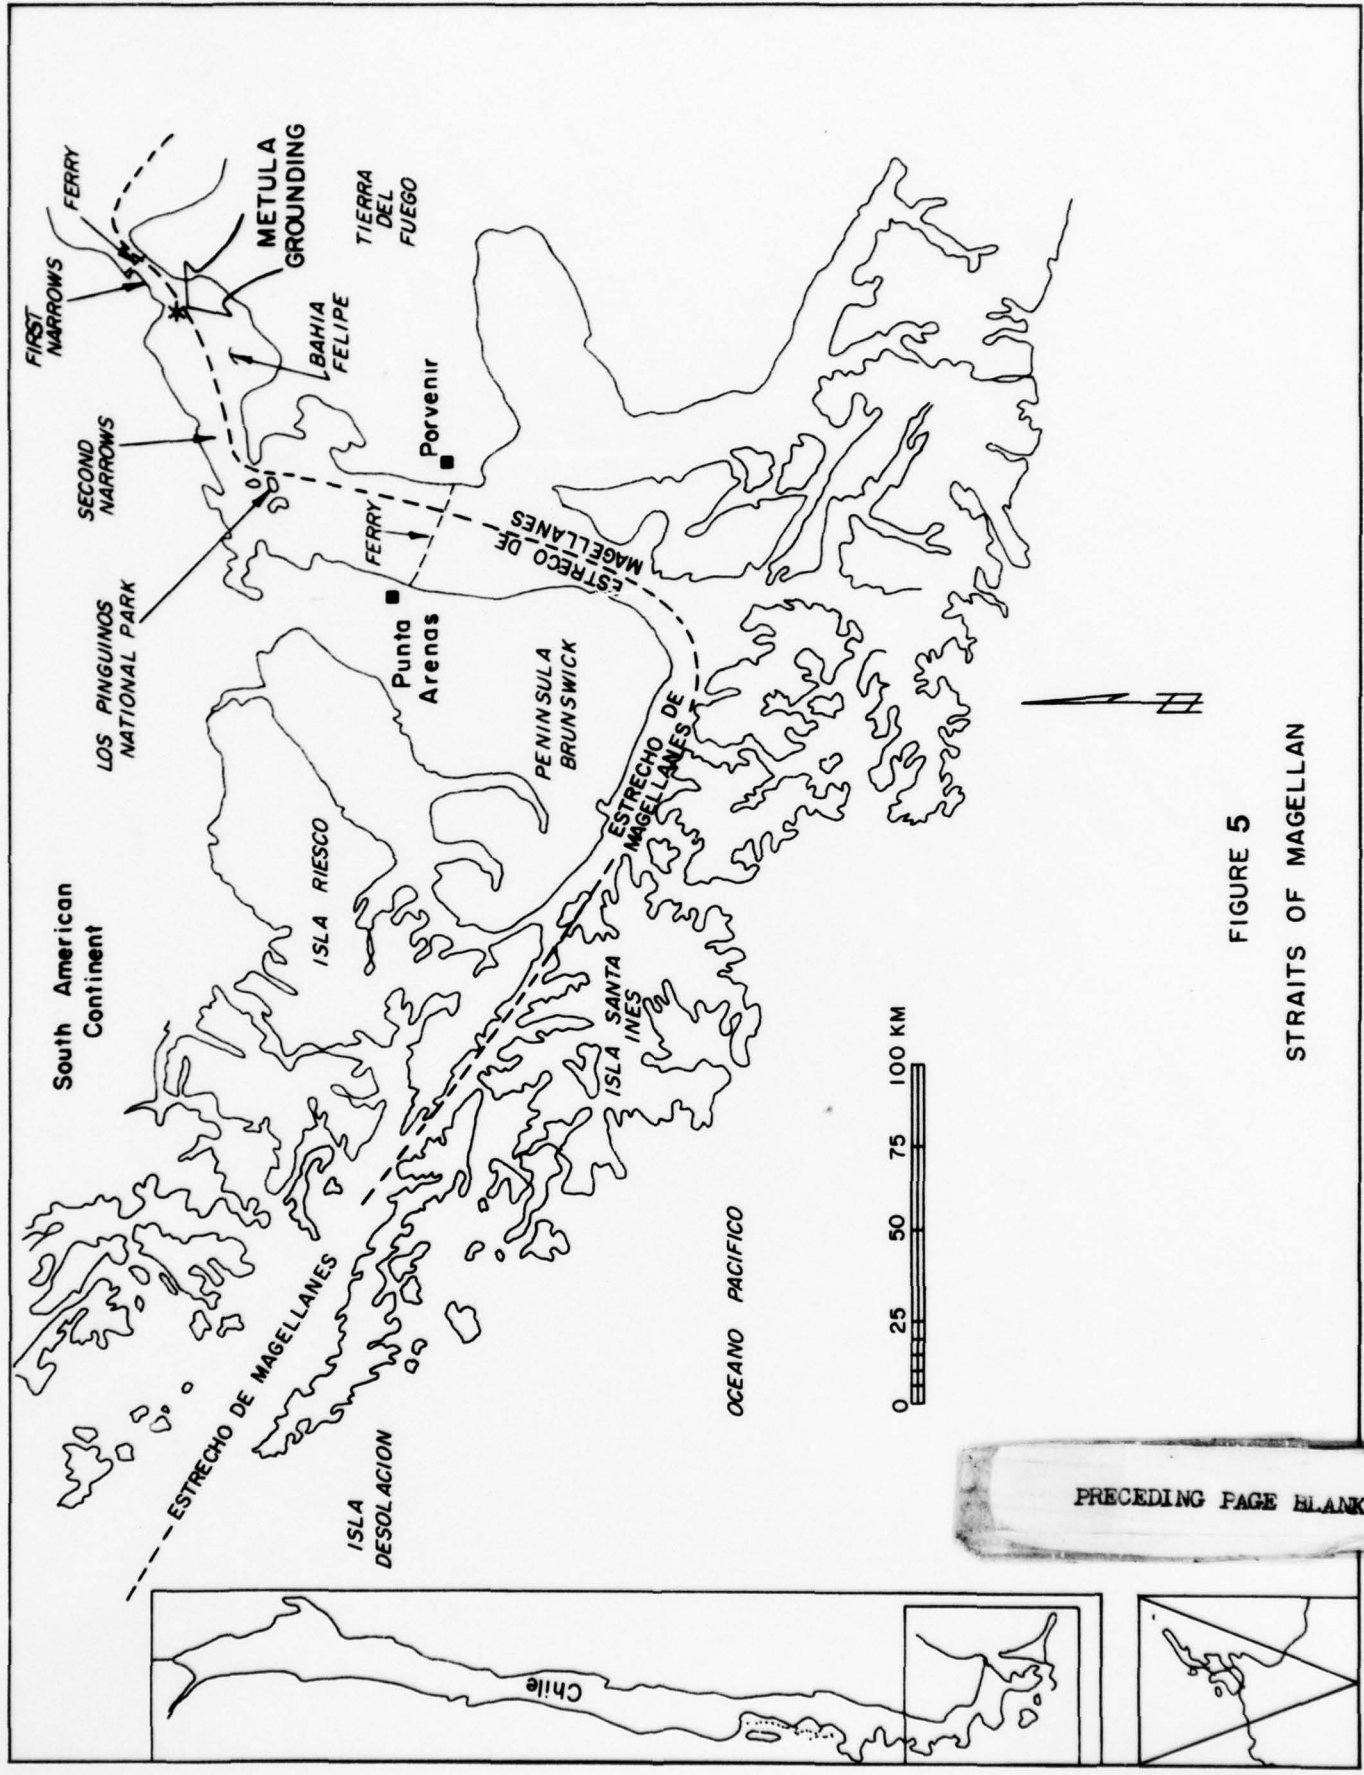 South American
Continent
FIRST
NARROWS
FERRY
SECOND
NARROWS
METULA
GROUNDING
LOS PINGUINOS
NATIONAL PARK
BAHIA
FELIPE
TIERRA
DEL
FUEGO
ISLA RIESCO
Punta
Arenas
FERRY
Porvenir
PENINSULA
BRUNSWICK
ESTRECO DE
MAGELLANES
ESTRECHO DE
MAGELLANES
ESTRECHO DE MAGELLANES
ISLA SANTA
INES
ISLA
DESOLACION
OCEANO PACIFICO
0 25 50 75 100 KM
Chile
FIGURE 5
STRAITS OF MAGELLAN
PRECEDING PAGE BLANK